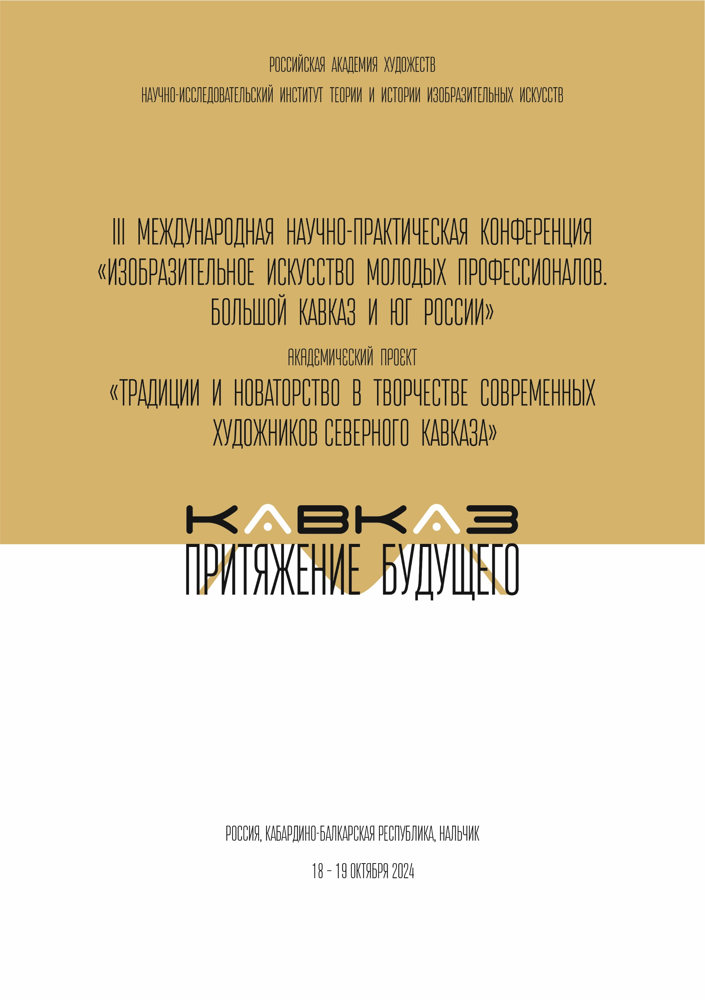 РОССИЙСКАЯ АКАДЕМИЯ ХУДОЖЕСТВ
НАУЧНО-ИССЛЕДОВАТЕЛЬСКИЙ ИНСТИТУТ ТЕОРИИ И ИСТОРИИ ИЗОБРАЗИТЕЛЬНЫХ ИСКУССТВ
III МЕЖДУНАРОДНАЯ НАУЧНО-ПРАКТИЧЕСКАЯ КОНФЕРЕНЦИЯ
«ИЗОБРАЗИТЕЛЬНОЕ ИСКУССТВО МОЛОДЫХ ПРОФЕССИОНАЛОВ.
БОЛЬШОЙ КАВКАЗ И ЮГ РОССИИ»
АКАДЕМИЧЕСКИЙ ПРОЕКТ
«ТРАДИЦИИ И НОВАТОРСТВО В ТВОРЧЕСТВЕ СОВРЕМЕННЫХ
ХУДОЖНИКОВ СЕВЕРНОГО КАВКАЗА»
КАВКАЗ
ПРИТЯЖЕНИЕ БУДУЩЕГО
РОССИЯ, КАБАРДИНО-БАЛКАРСКАЯ РЕСПУБЛИКА, НАЛЬЧИК
18 – 19 ОКТЯБРЯ 2024